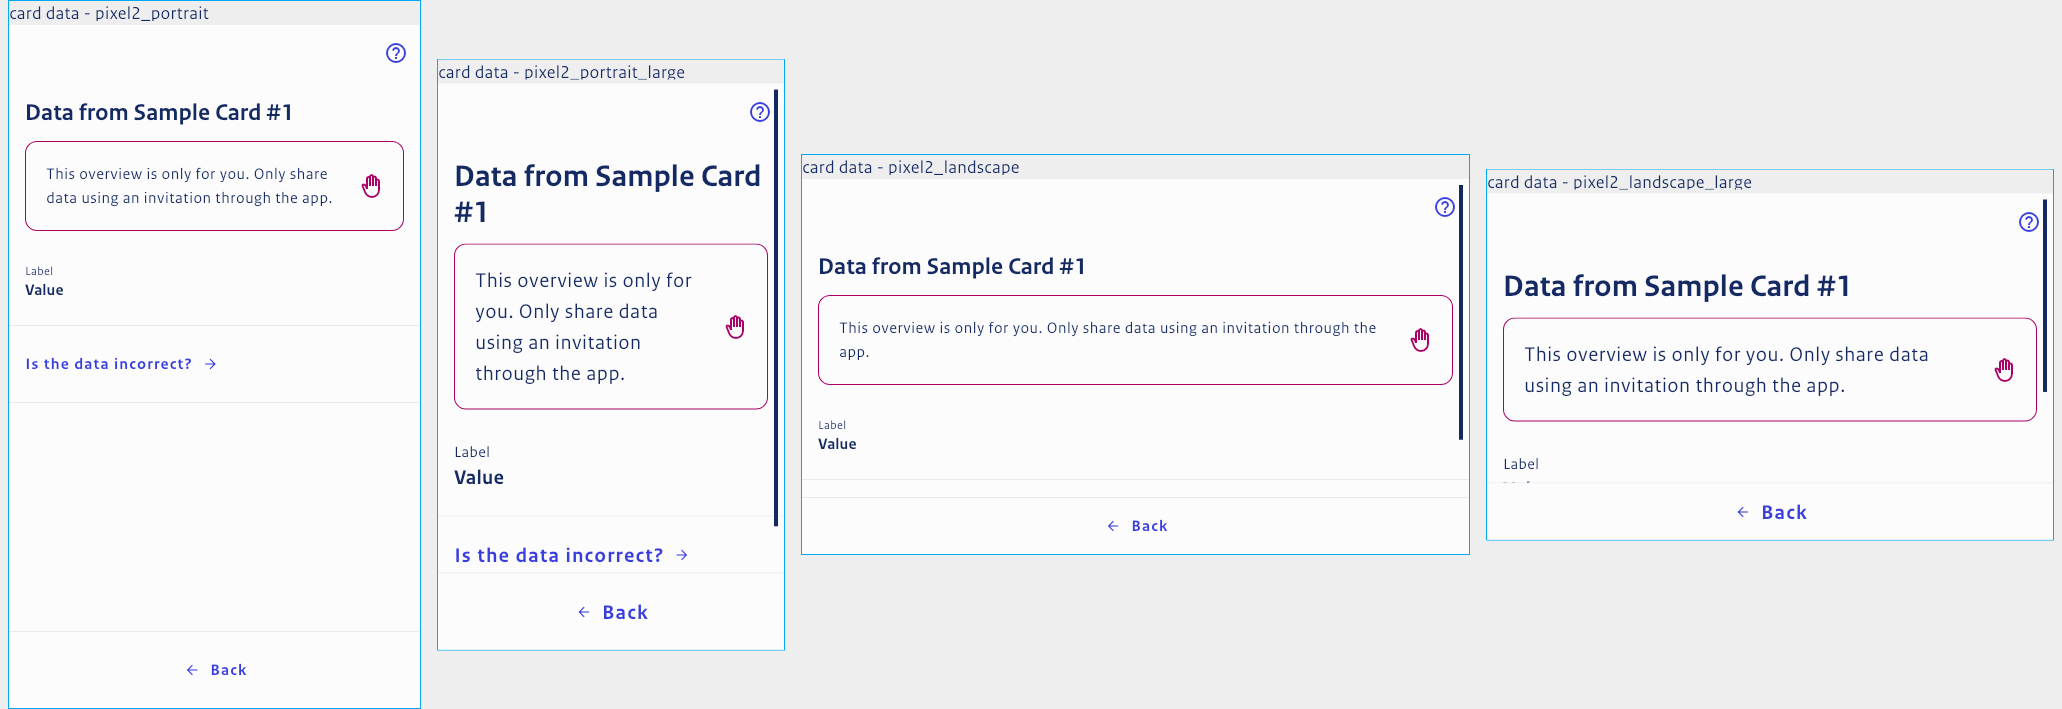 card data - pixel2_portrait
Data from Sample Card #1
This overview is only for you. Only share
data using an invitation through the app.
Label
Value
Is the data incorrect? →
← Back
card data - pixel2_portrait_large
Data from Sample Card
#1
This overview is only for
you. Only share data
using an invitation
through the app.
Label
Value
Is the data incorrect? →
← Back
card data - pixel2_landscape
Data from Sample Card #1
This overview is only for you. Only share data using an invitation through the
app.
Label
Value
← Back
card data - pixel2_landscape_large
Data from Sample Card #1
This overview is only for you. Only share data
using an invitation through the app.
Label
← Back